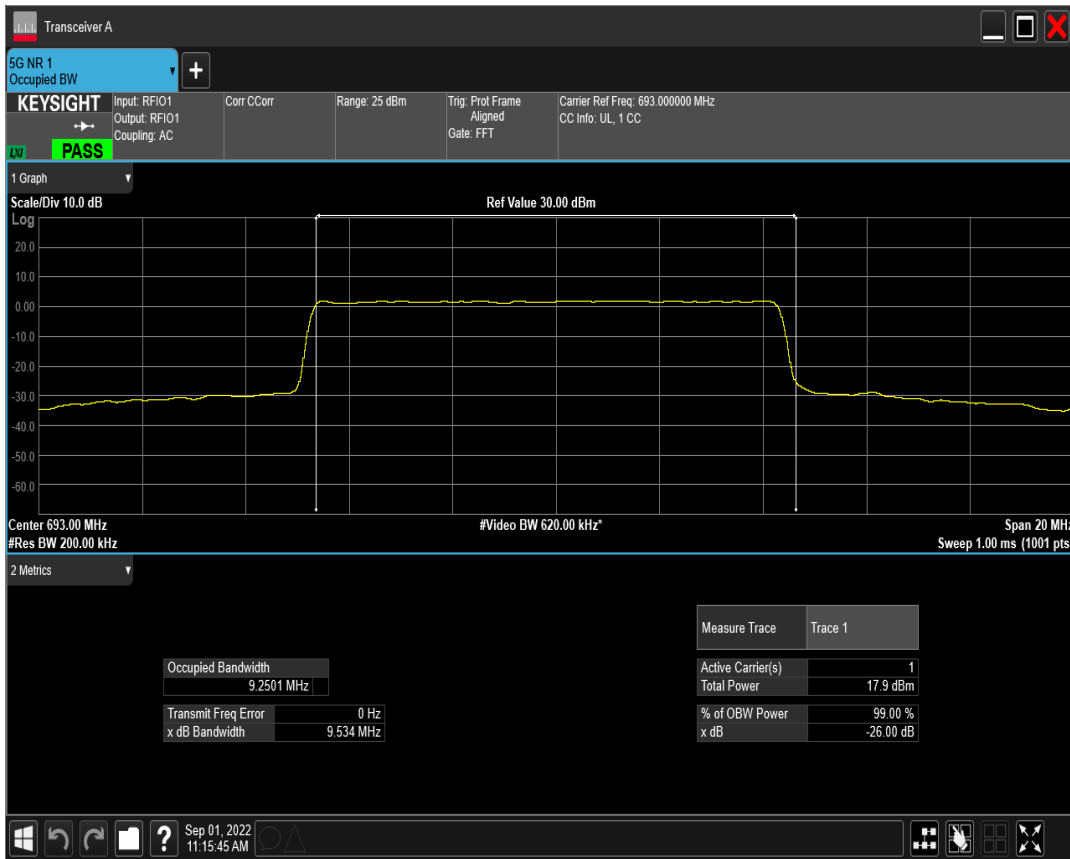 Transceiver A
5G NR 1
Occupied BW
+
KEYSIGHT
LXI
PASS
Input: RFIO1
Output: RFIO1
Coupling: AC
Corr CCorr
Range: 25 dBm
Trig: Prot Frame
Aligned
Gate: FFT
Carrier Ref Freq: 693.000000 MHz
CC Info: UL, 1 CC
1 Graph
Scale/Div 10.0 dB
Ref Value 30.00 dBm
Log
20.0
10.0
0.00
-10.0
-20.0
-30.0
-40.0
-50.0
-60.0
Center 693.00 MHz
#Video BW 620.00 kHz*
Span 20 MHz
#Res BW 200.00 kHz
Sweep 1.00 ms (1001 pts
2 Metrics
Measure Trace Trace 1
Occupied Bandwidth
9.2501 MHz
Active Carrier(s) 1
Total Power 17.9 dBm
Transmit Freq Error 0 Hz
x dB Bandwidth 9.534 MHz
% of OBW Power 99.00 %
x dB -26.00 dB
?
Sep 01, 2022
11:15:45 AM